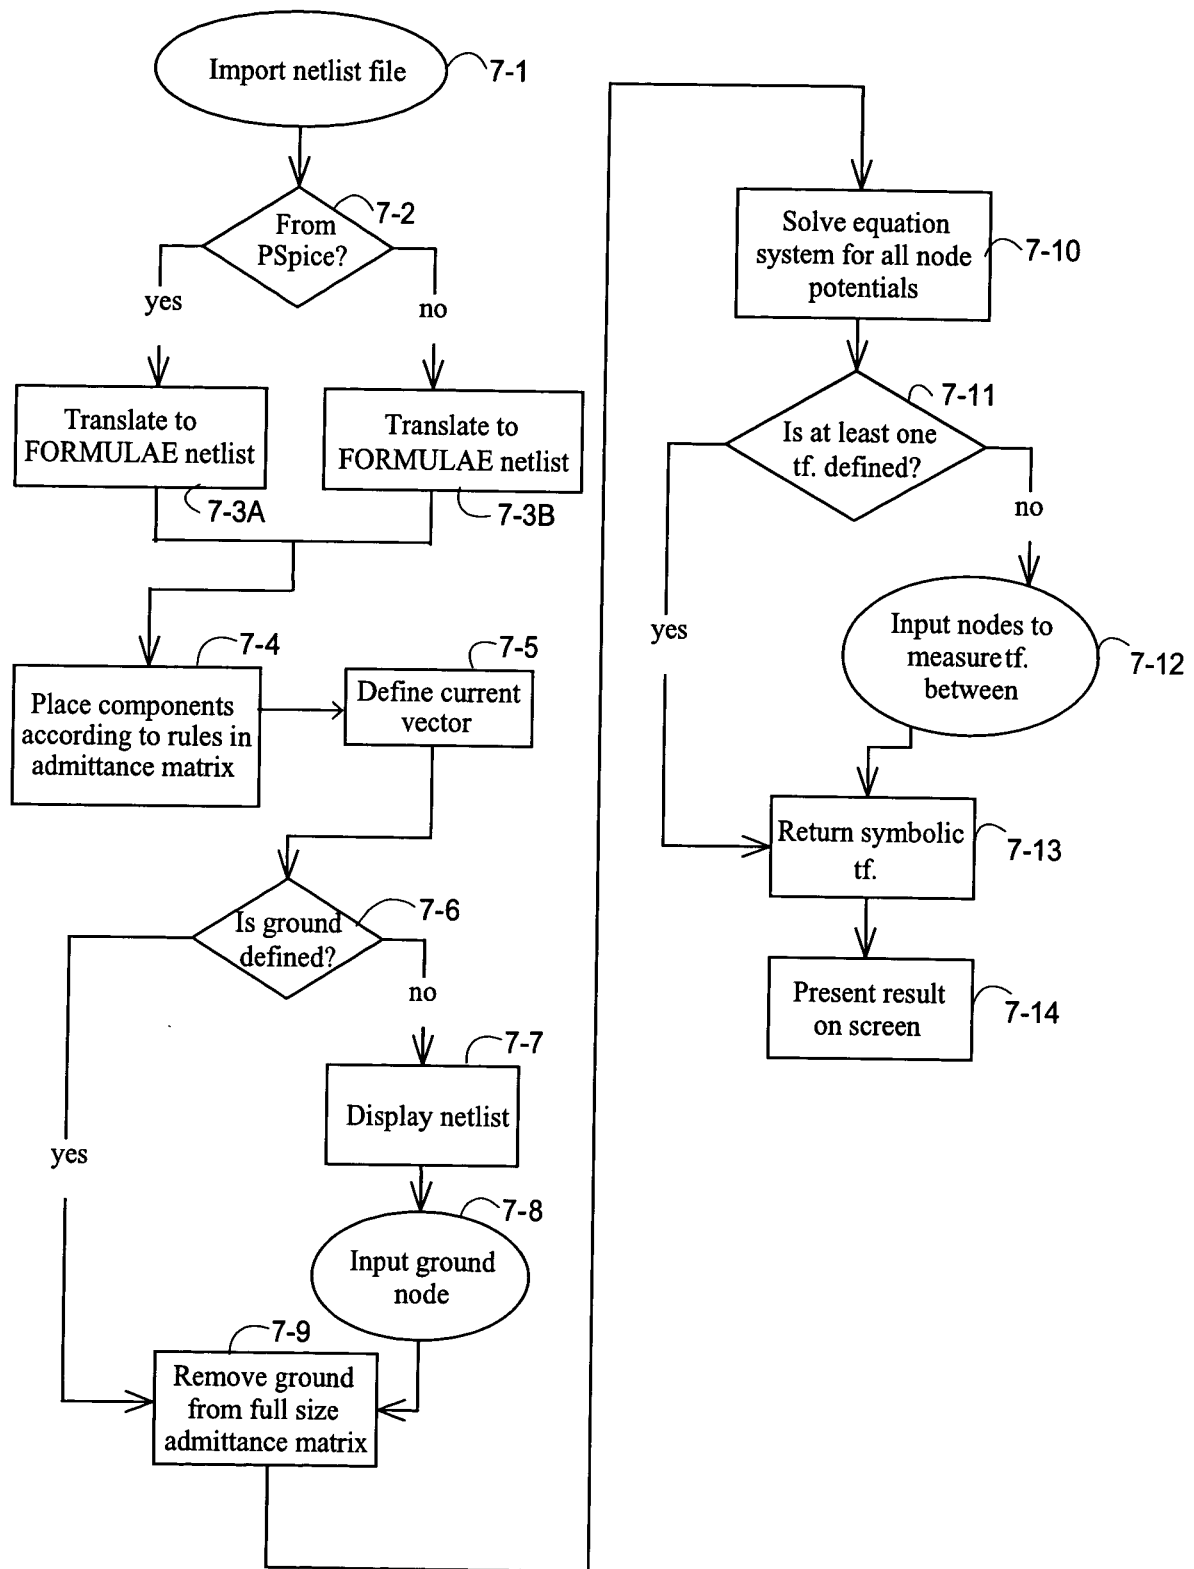 Import netlist file
7-1
From
PSpice?
7-2
yes
no
Translate to
FORMULAE netlist
7-3A
Translate to
FORMULAE netlist
7-3B
Place components
according to rules in
admittance matrix
7-4
Define current
vector
7-5
Is ground
defined?
7-6
yes
no
Display netlist
7-7
Input ground
node
7-8
Remove ground
from full size
admittance matrix
7-9
Solve equation
system for all node
potentials
7-10
Is at least one
tf. defined?
7-11
yes
no
Input nodes to
measure tf.
between
7-12
Return symbolic
tf.
7-13
Present result
on screen
7-14